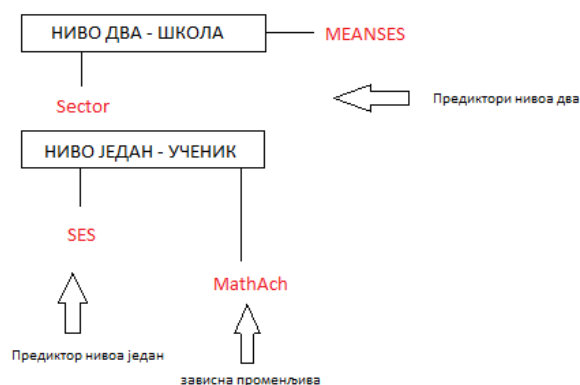 НИВО ДВА - ШКОЛА
MEANSES
Sector
Предиктори нивоа два
НИВО ЈЕДАН - УЧЕНИК
SES
MathAch
Предиктор нивоа један
зависна променљива